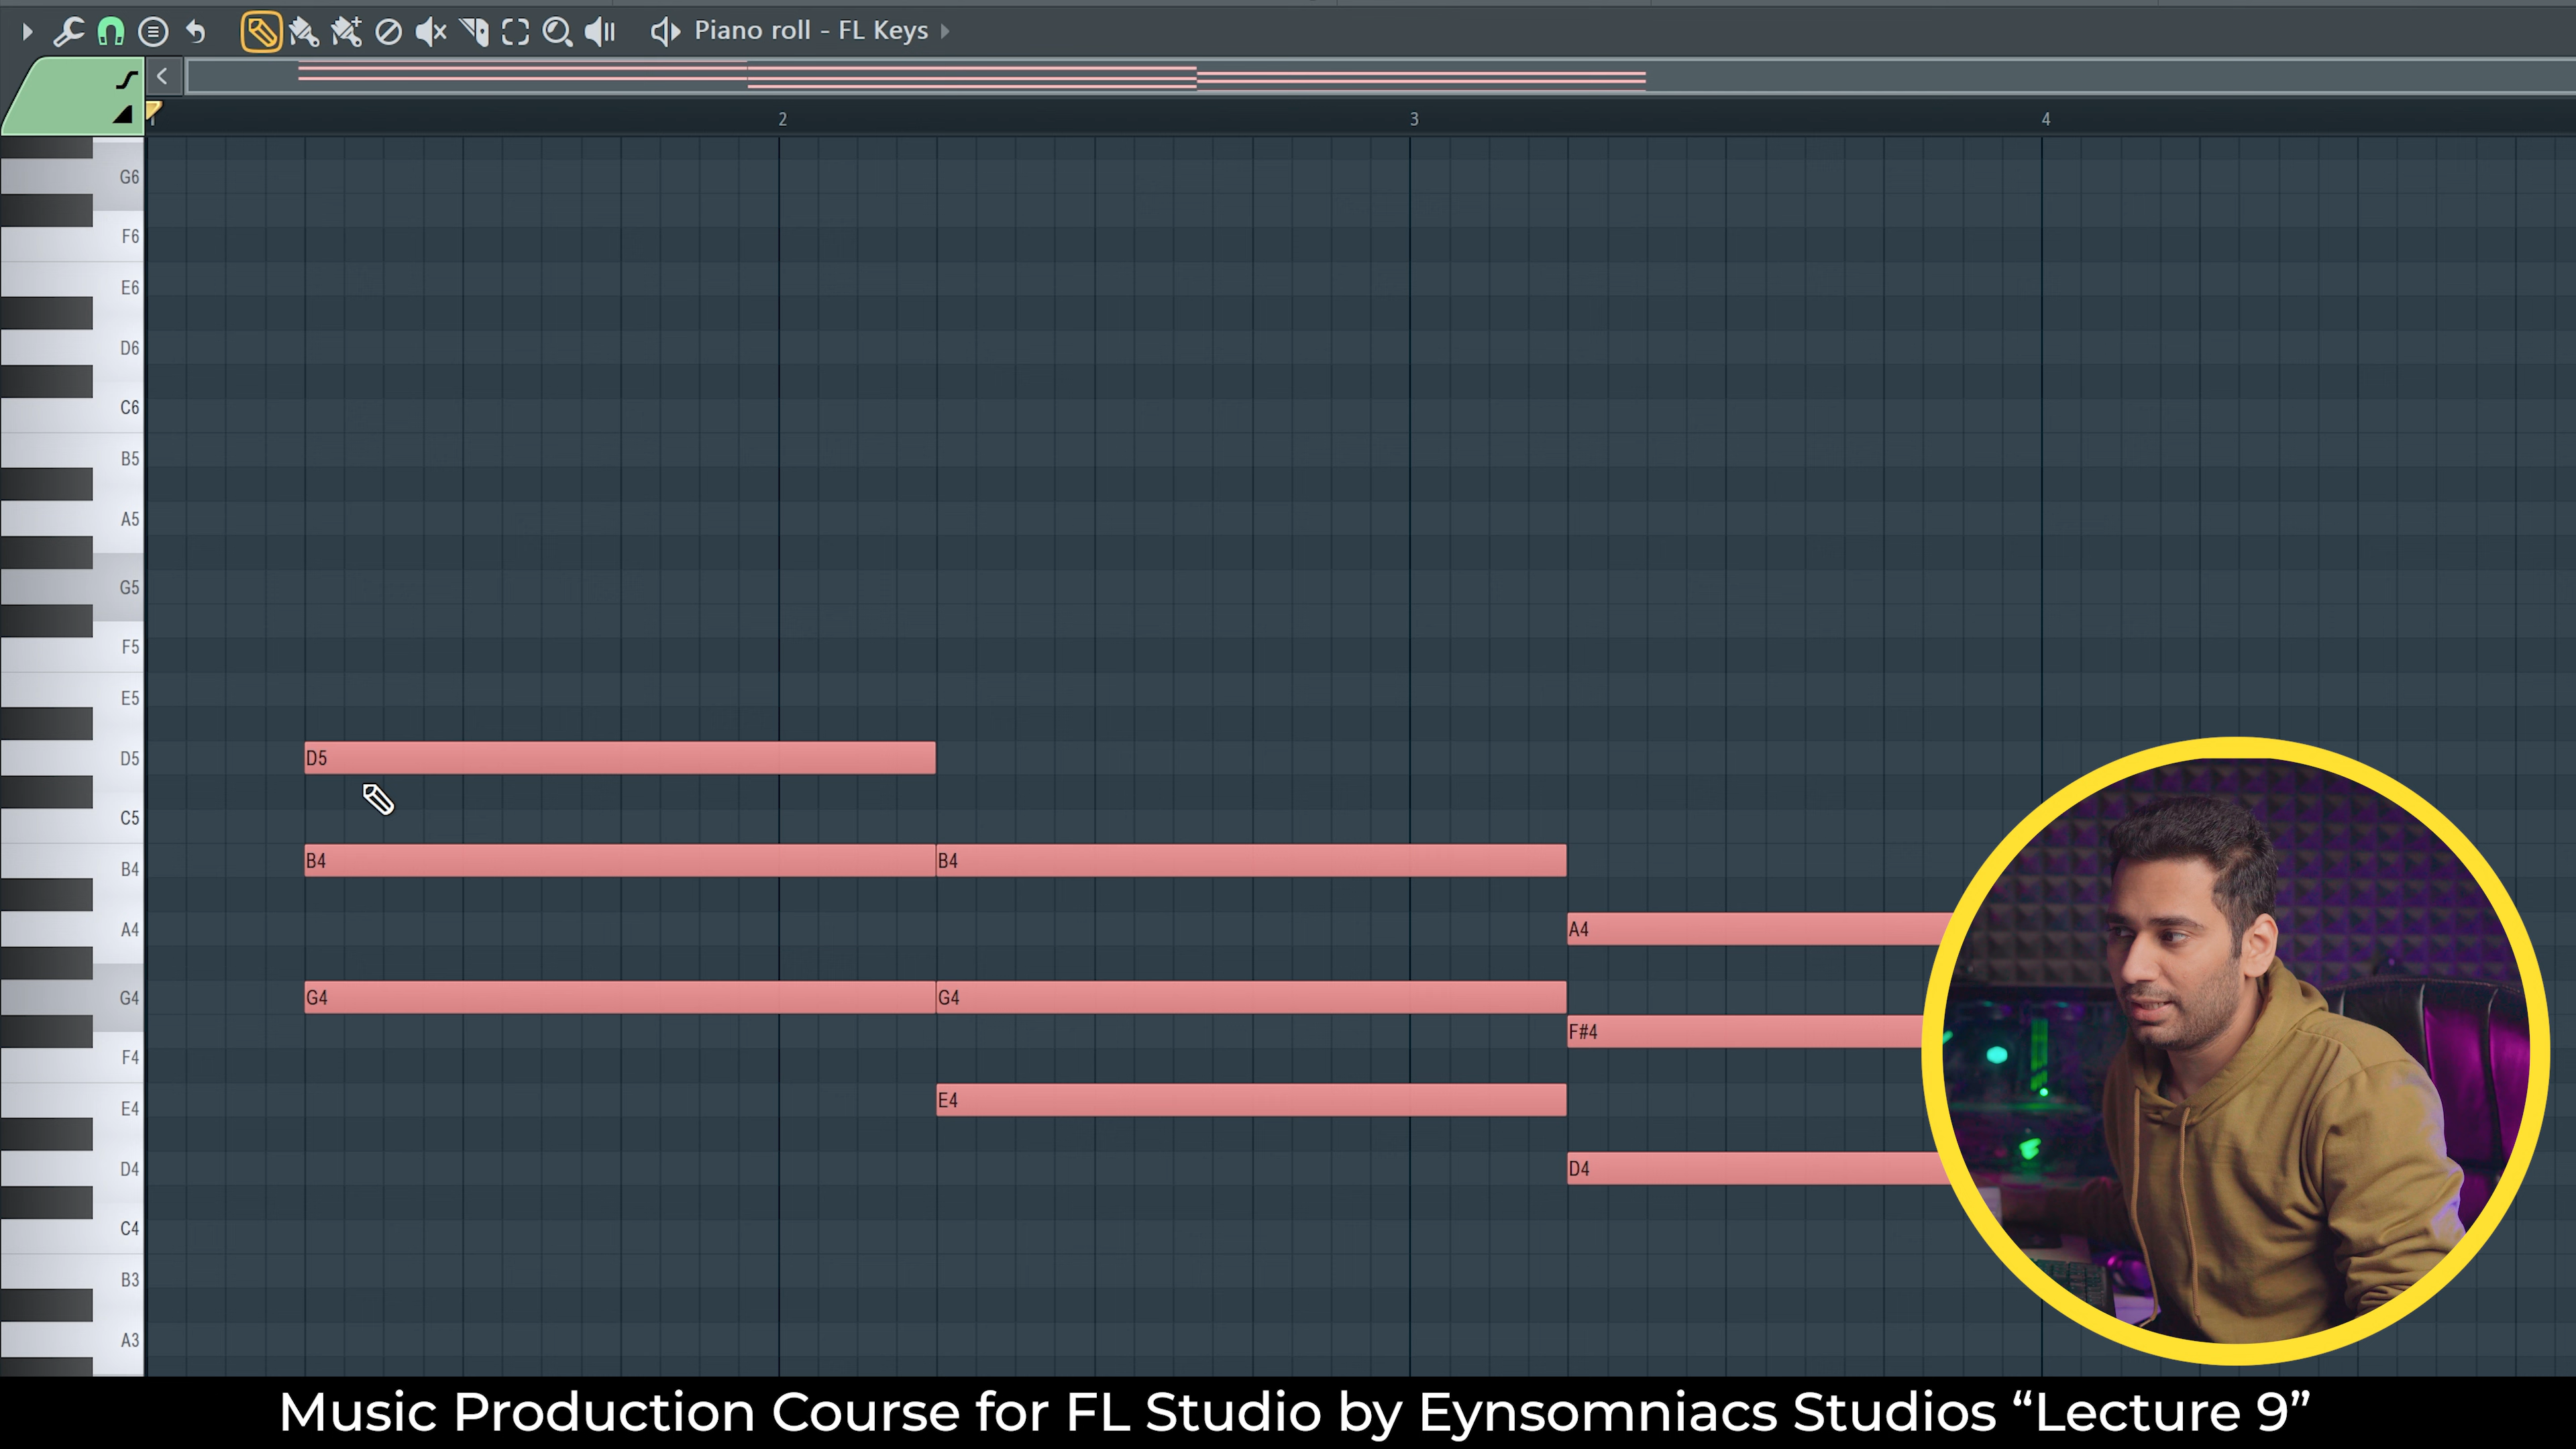 Piano roll - FL Keys
2 3 4
G6
F6
E6
D6
C6
B5
A5
G5
F5
E5
D5 D5
C5
B4 B4 B4
A4 A4
G4 G4 G4
F#4
F4
E4 E4
D4 D4
C4
B3
A3
Music Production Course for FL Studio by Eynsomniacs Studios “Lecture 9”